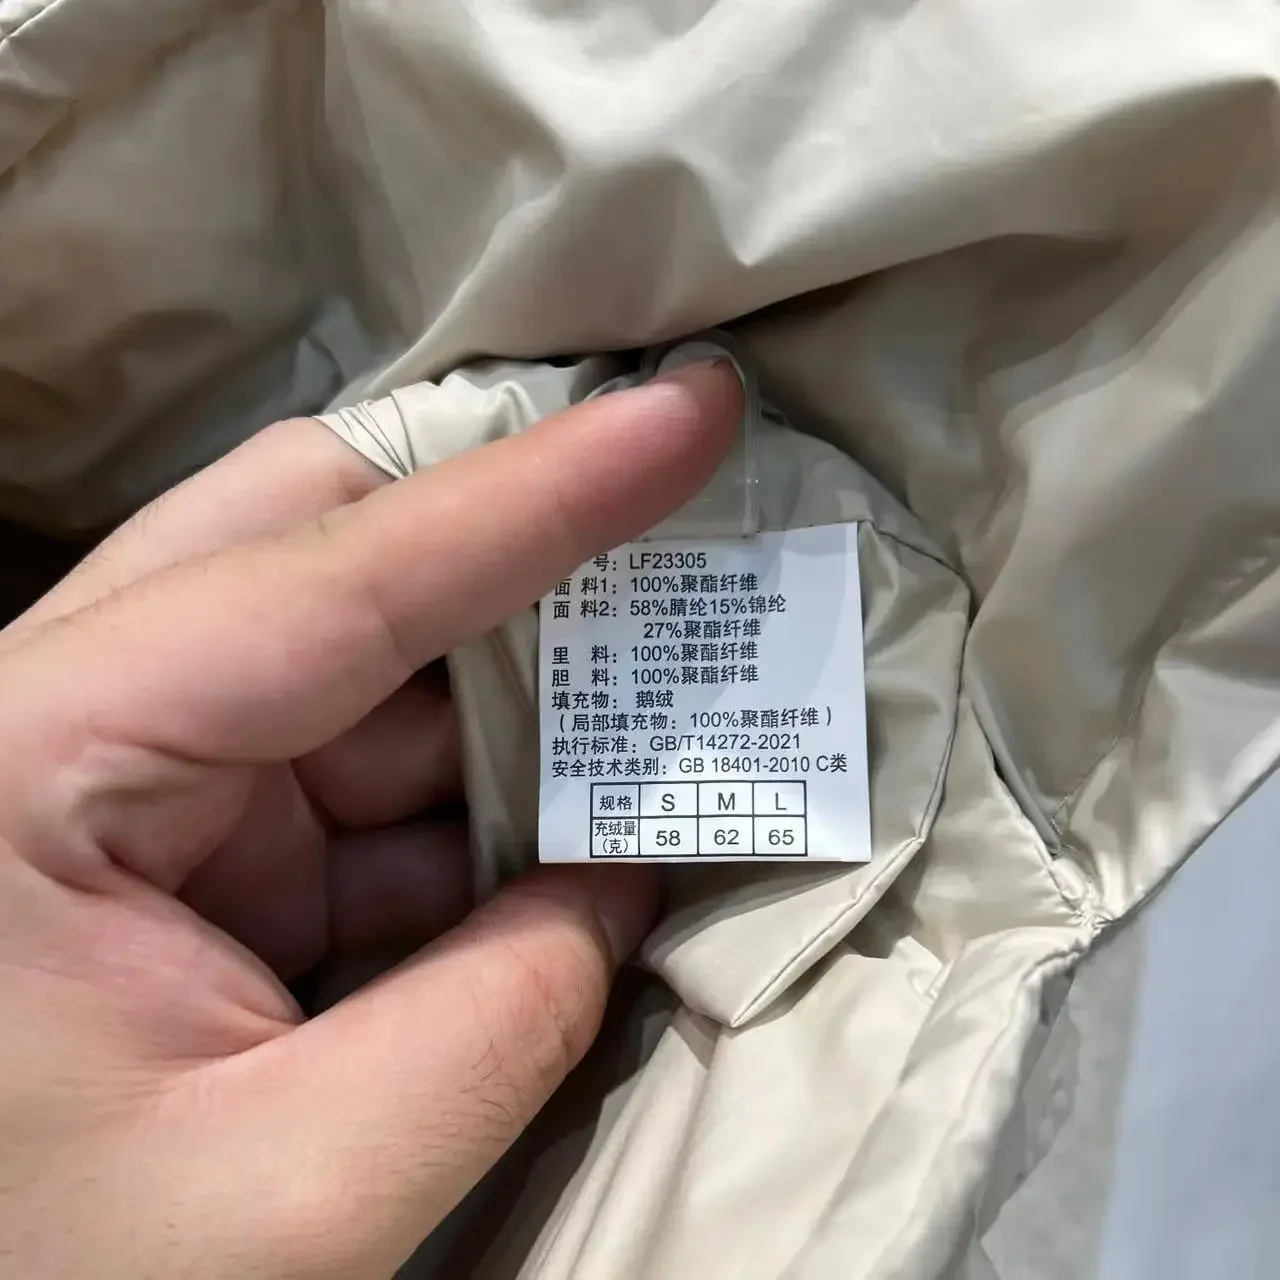 号：LF23305
面 料1：100%聚酯纤维
面 料2：58%腈纶15%锦纶
27%聚酯纤维
里 料：100%聚酯纤维
胆 料：100%聚酯纤维
填充物：鹅绒
（局部填充物：100%聚酯纤维）
执行标准：GB/T14272-2021
安全技术类别：GB 18401-2010 C类
规格 S M L
充绒量（克） 58 62 65